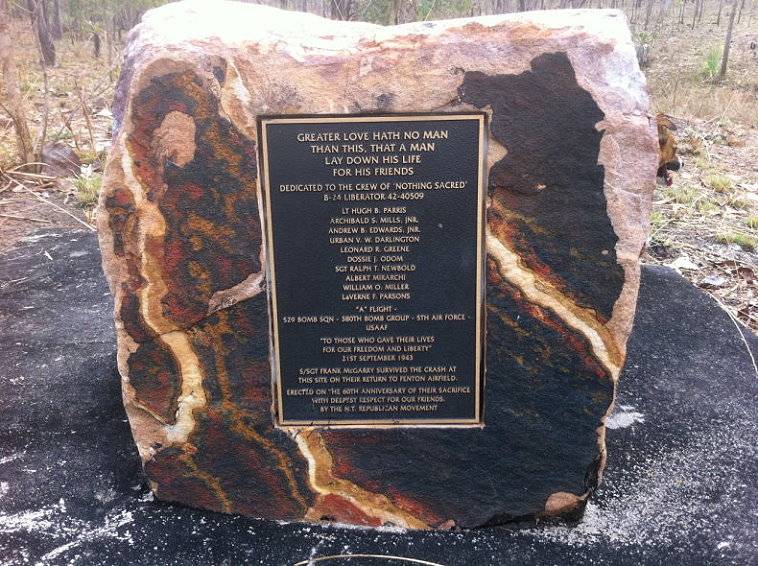 GREATER LOVE HATH NO MAN
THAN THIS, THAT A MAN
LAY DOWN HIS LIFE
FOR HIS FRIENDS
DEDICATED TO THE CREW OF 'NOTHING SACRED'
B-24 LIBERATOR 42-40509
LT HUGH B. PARRIS
ARCHIBALD S. MILLS, JNR.
ANDREW B. EDWARDS, JNR.
URBAN V. W. DARLINGTON
LEONARD R. GREENE
DOSSIE J. ODOM
SGT RALPH T. NEWBOLD
ALBERT MIRARCHI
WILLIAM O. MILLER
LaVERNE F. PARSONS
"A" FLIGHT -
529 BOMB SQN - 380TH BOMB GROUP - 5TH AIR FORCE -
USAAF
"TO THOSE WHO GAVE THEIR LIVES
FOR OUR FREEDOM AND LIBERTY"
21ST SEPTEMBER 1943
S/SGT FRANK McGARRY SURVIVED THE CRASH AT
THIS SITE ON THEIR RETURN TO FENTON AIRFIELD.
ERECTED ON THE 60TH ANNIVERSARY OF THEIR SACRIFICE
WITH DEEPEST RESPECT FOR OUR FRIENDS.
BY THE N.T. REPUBLICAN MOVEMENT